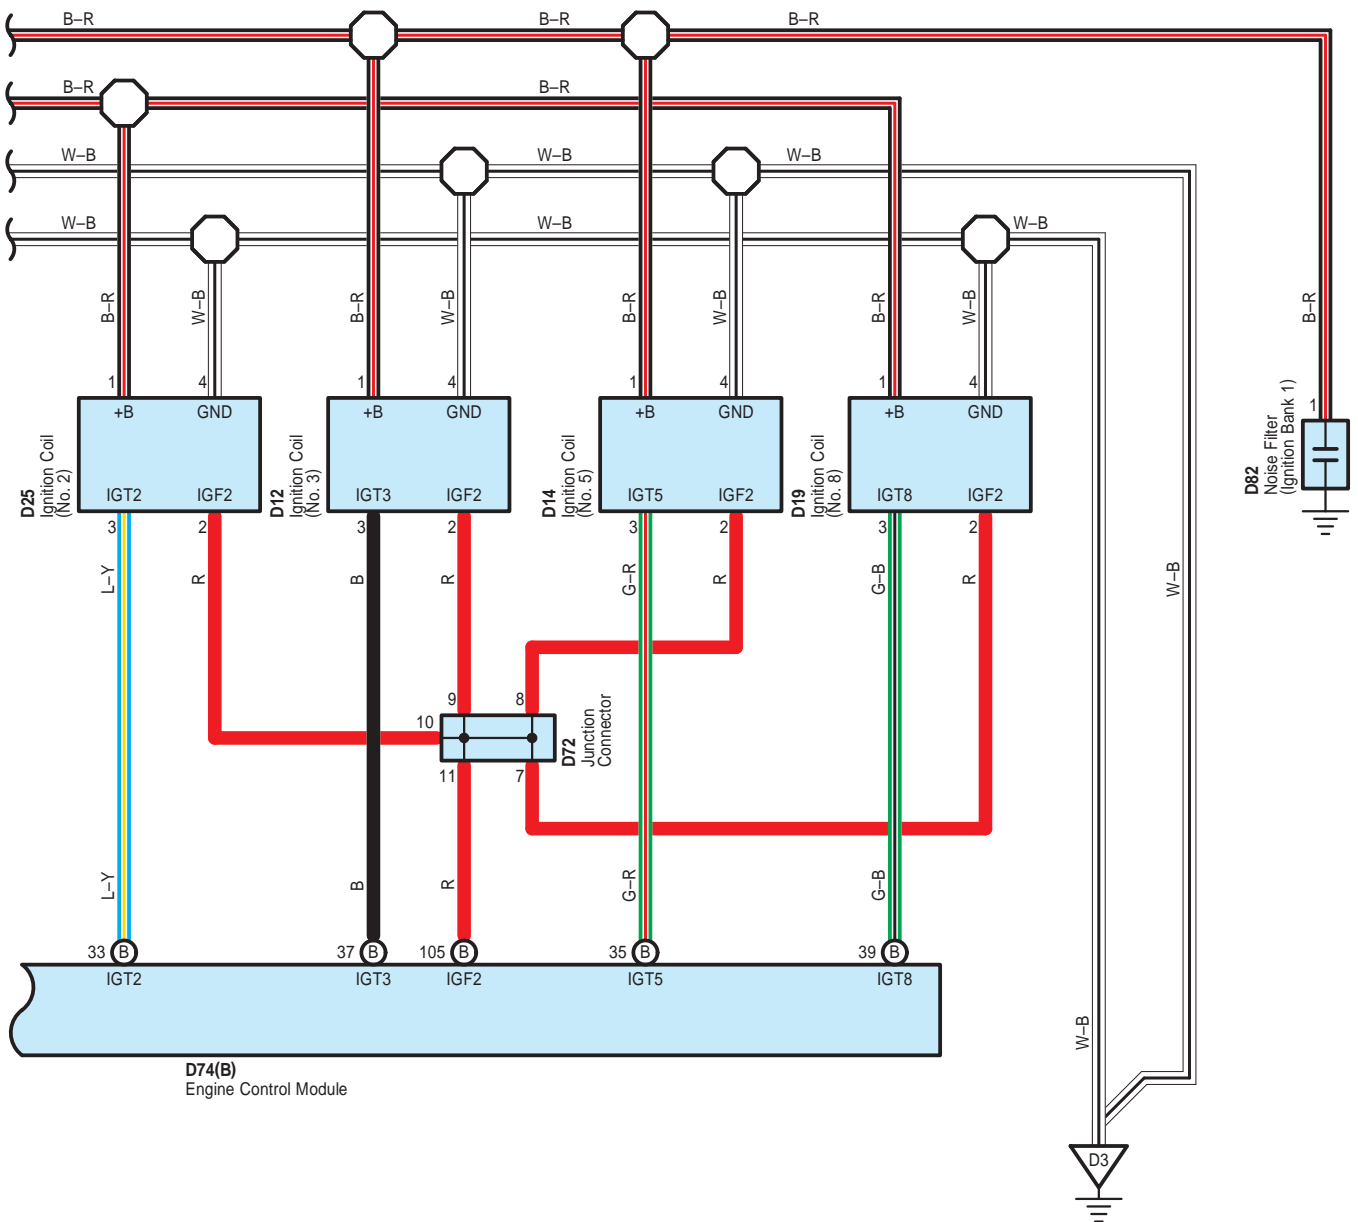 B–R B–R B–R
B–R B–R
W–B W–B W–B
W–B W–B W–B
B–R W–B B–R W–B B–R W–B B–R W–B B–R
1 4 1 4 1 4 1 4 1
+B GND +B GND +B GND +B GND
D25
Ignition Coil
(No. 2)
D12
Ignition Coil
(No. 3)
D14
Ignition Coil
(No. 5)
D19
Ignition Coil
(No. 8)
D82
Noise Filter
(Ignition Bank 1)
IGT2 IGF2 IGT3 IGF2 IGT5 IGF2 IGT8 IGF2
3 2 3 2 3 2 3 2
L–Y R B R G–R R G–B R W–B
9 8
10
D72
Junction
Connector
11 7
L–Y B R G–R G–B
33 B 37 B 105 B 35 B 39 B
IGT2 IGT3 IGF2 IGT5 IGT8
W–B
D74(B)
Engine Control Module
D3